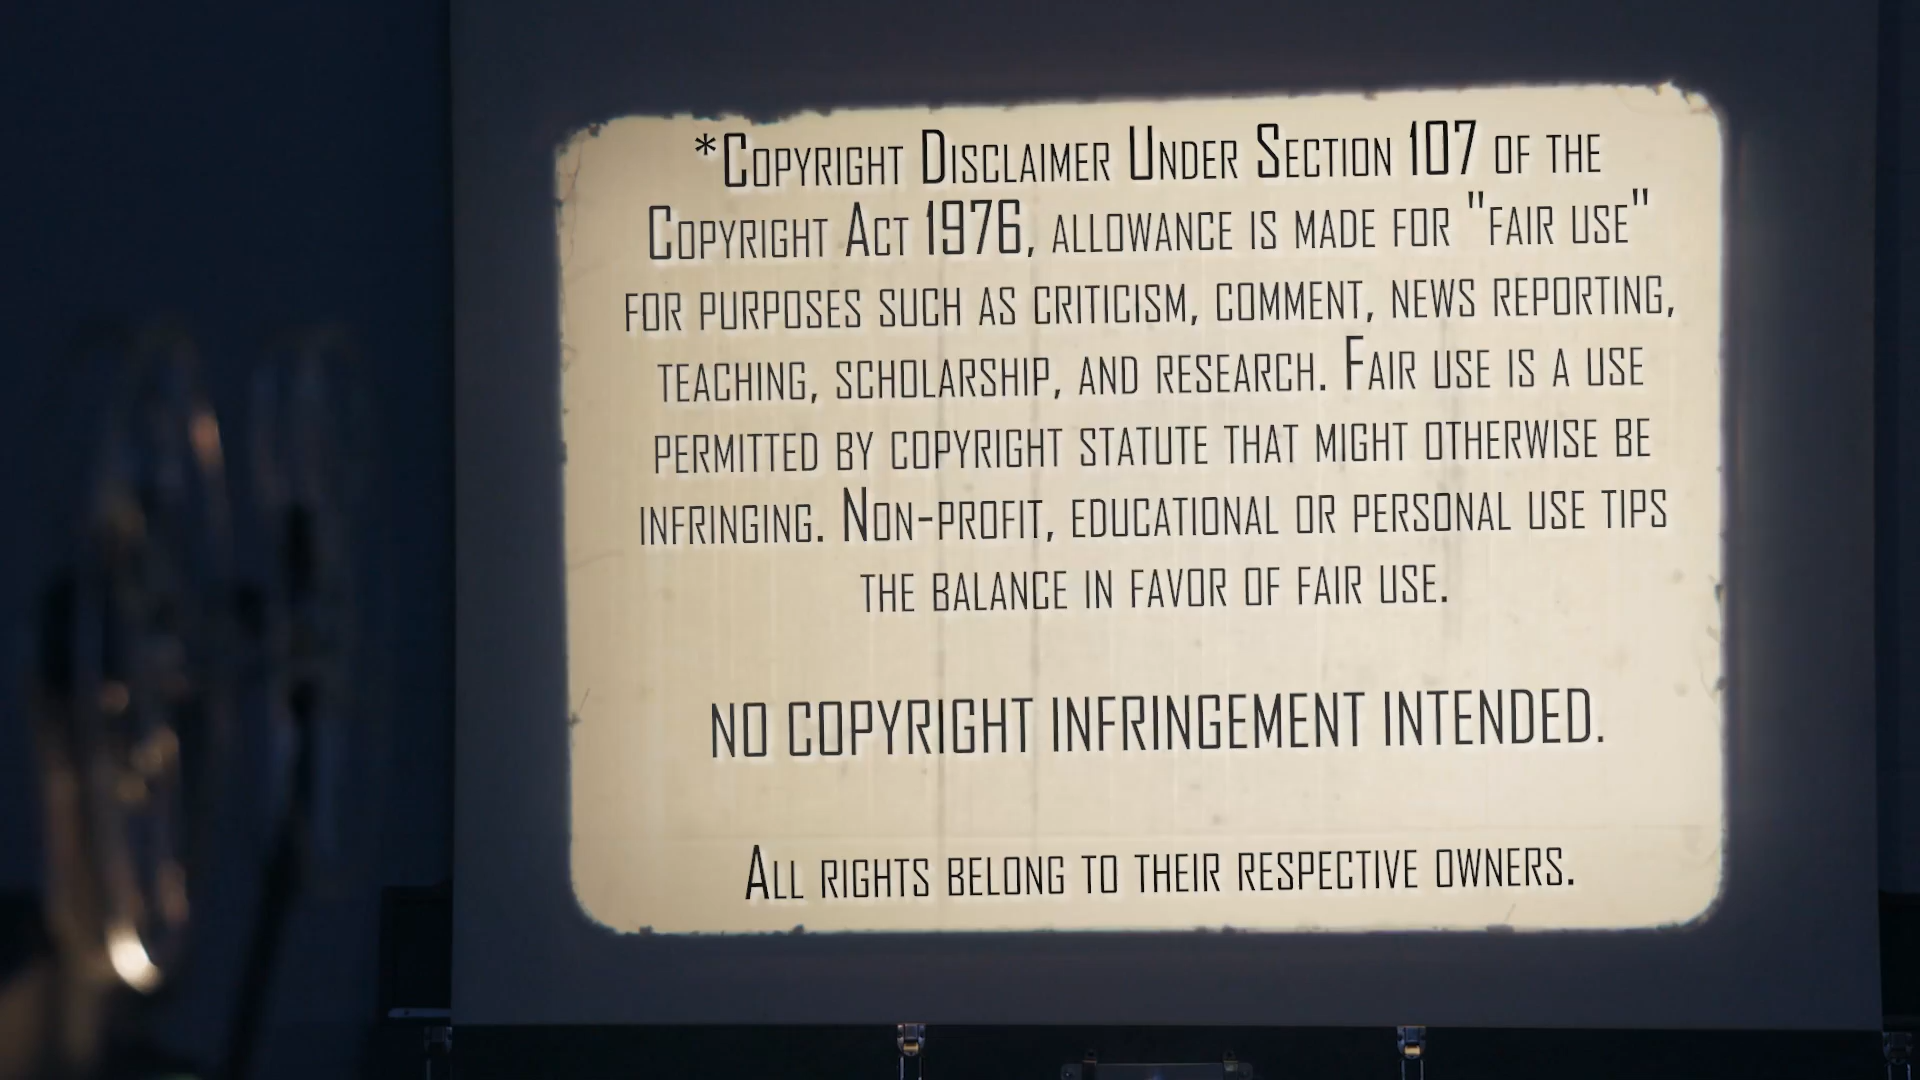 *Copyright Disclaimer Under Section 107 of the
Copyright Act 1976, allowance is made for "fair use"
for purposes such as criticism, comment, news reporting,
teaching, scholarship, and research. Fair use is a use
permitted by copyright statute that might otherwise be
infringing. Non-profit, educational or personal use tips
the balance in favor of fair use.
NO COPYRIGHT INFRINGEMENT INTENDED.
All rights belong to their respective owners.